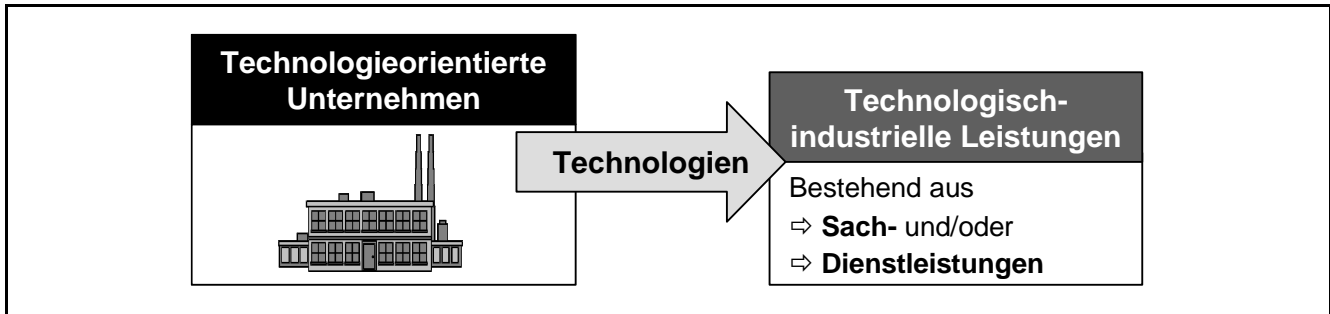 Technologieorientierte
Unternehmen
Technologien
Technologisch-
industrielle Leistungen
Bestehend aus
⇨ Sach- und/oder
⇨ Dienstleistungen